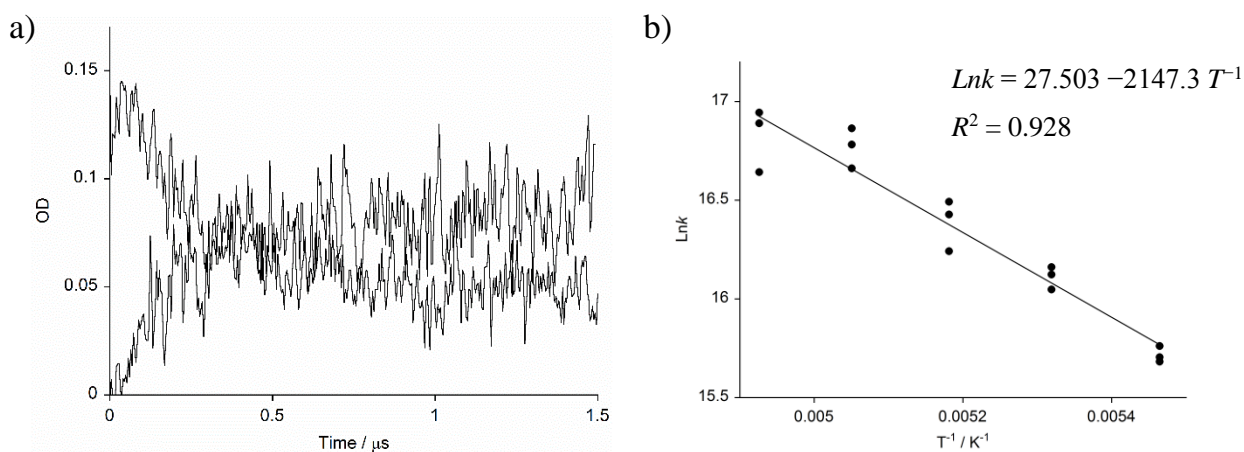 a)
0.15
0.1
0.05
0
OD
0
0.5
1
1.5
Time / μs
b)
Lnk = 27.503 −2147.3 T⁻¹
R² = 0.928
17
16.5
16
15.5
Lnk
0.005
0.0052
0.0054
T⁻¹ / K⁻¹